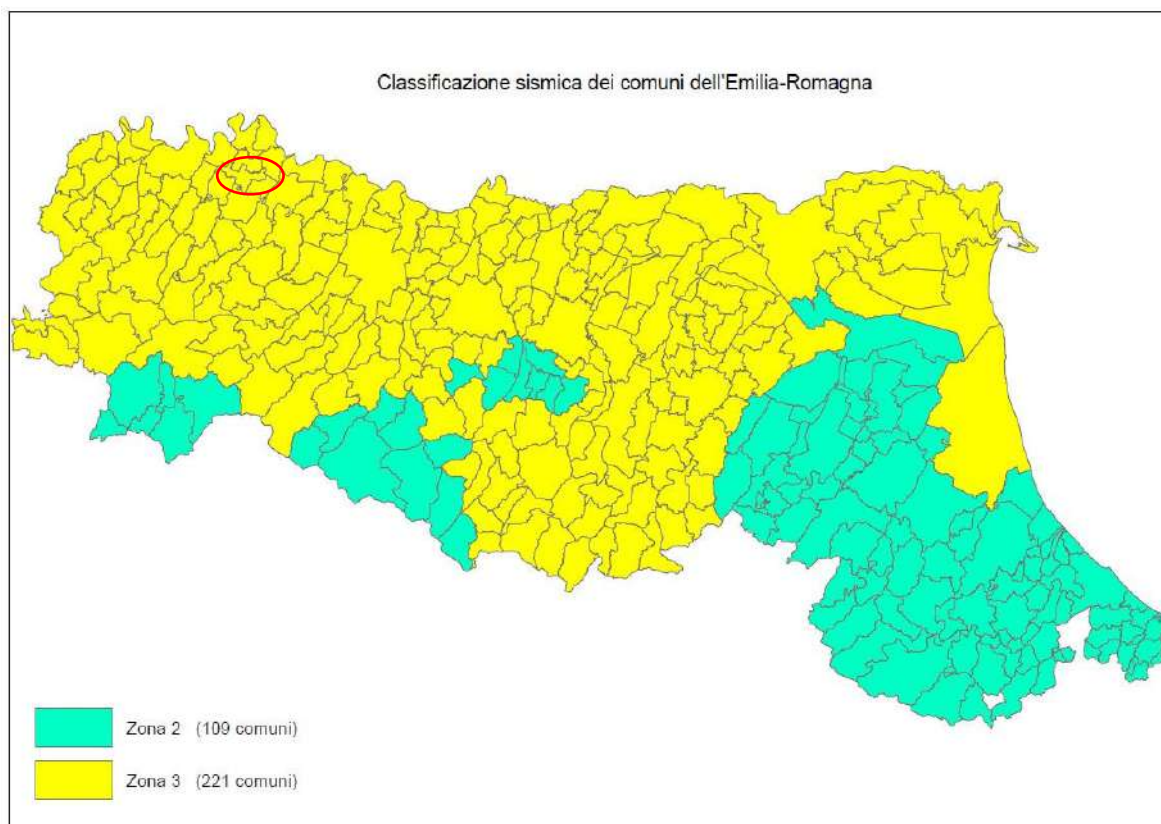 Classificazione sismica dei comuni dell'Emilia-Romagna
Zona 2 (109 comuni)
Zona 3 (221 comuni)